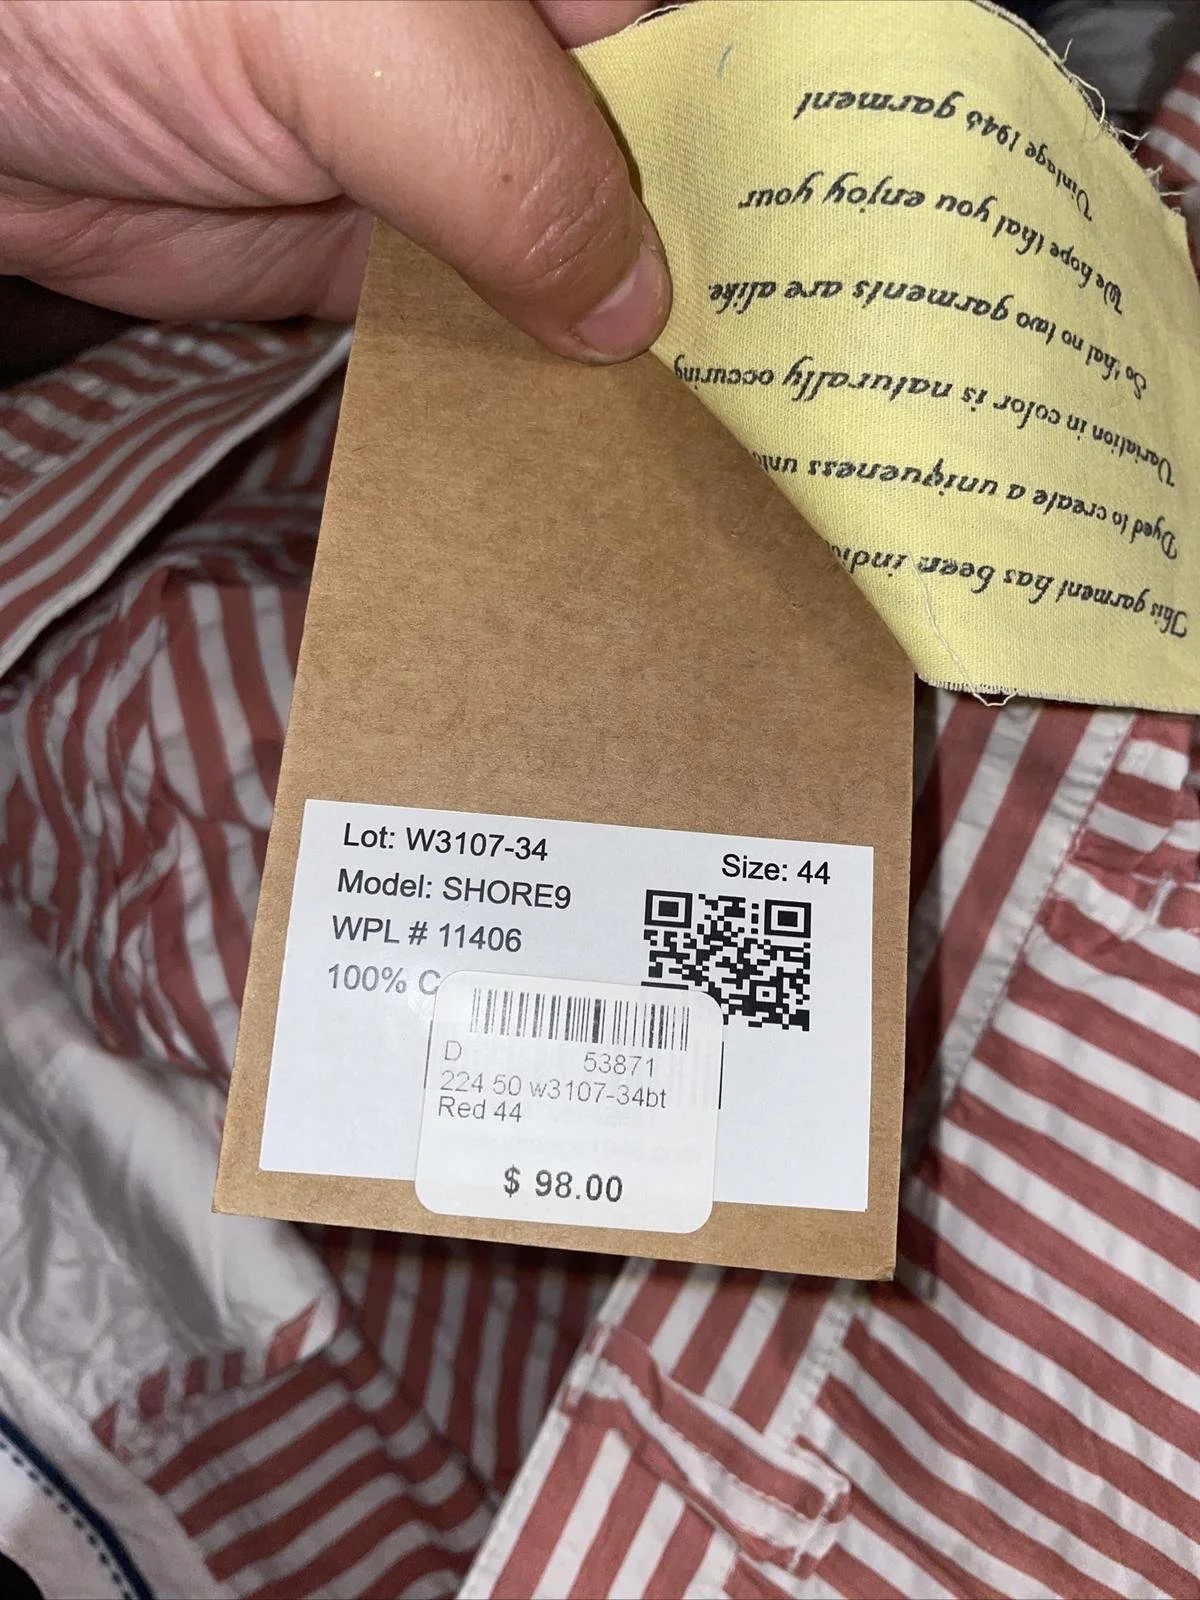 This garment has been indi
Dyed to create a uniqueness
Variation in color is naturally occuring
So that no two garments are alike.
We hope that you enjoy your
Vintage 1946 garment
Lot: W3107-34
Size: 44
Model: SHORE9
WPL # 11406
100% C
D 53871
224 50 w3107-34bt
Red 44
$ 98.00